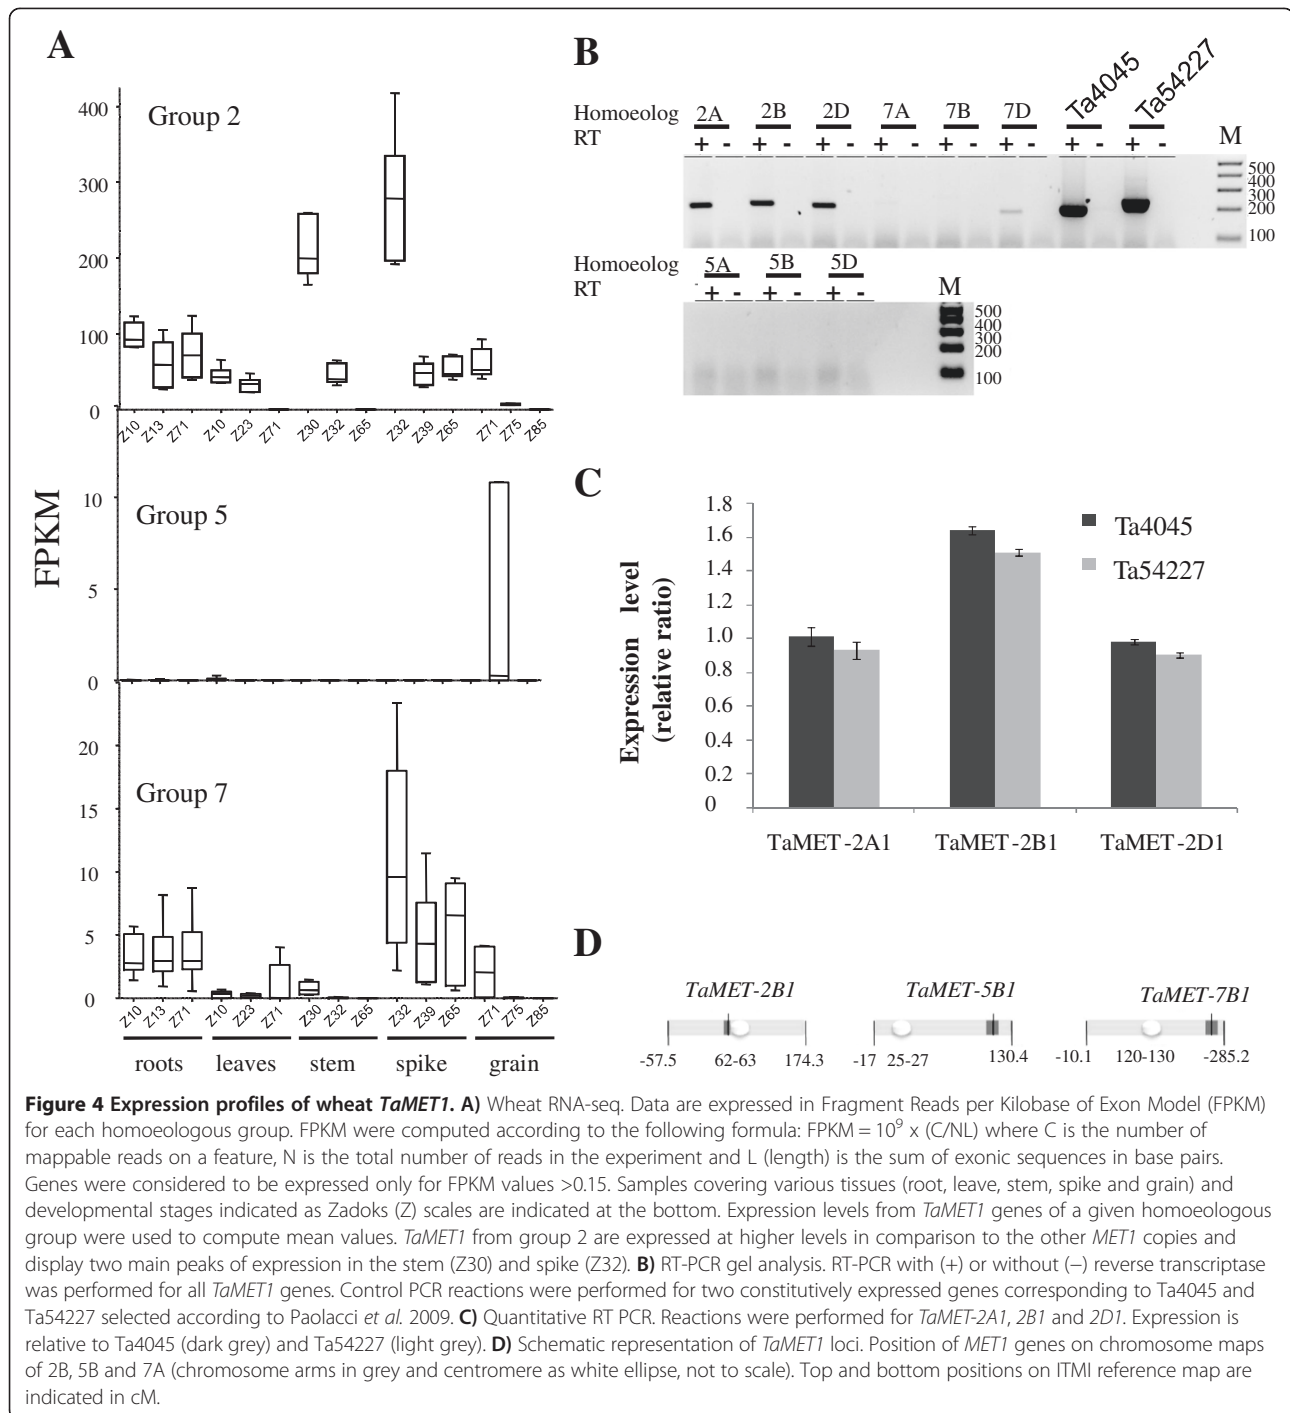 A
Group 2
400
300
200
100
0
Z10 Z13 Z71 Z10 Z23 Z71 Z30 Z32 Z65 Z32 Z39 Z65 Z71 Z75 Z85
FPKM
Group 5
10
5
0
Group 7
20
15
10
5
0
Z10 Z13 Z71 Z10 Z23 Z71 Z30 Z32 Z65 Z32 Z39 Z65 Z71 Z75 Z85
roots leaves stem spike grain
B
Homoeolog 2A 2B 2D 7A 7B 7D Ta4045 Ta54227
RT + - + - + - + - + - + - + - + - M
500
400
300
200
100
Homoeolog 5A 5B 5D
RT + - + - + - M
500
400
300
200
100
C
Expression level
(relative ratio)
1.8
1.6
1.4
1.2
1.0
0.8
0.6
0.4
0.2
0
Ta4045
Ta54227
TaMET-2A1 TaMET-2B1 TaMET-2D1
D
TaMET-2B1 TaMET-5B1 TaMET-7B1
-57.5 62-63 174.3 -17 25-27 130.4 -10.1 120-130 -285.2
Figure 4 Expression profiles of wheat TaMET1. A) Wheat RNA-seq. Data are expressed in Fragment Reads per Kilobase of Exon Model (FPKM)
for each homoeologous group. FPKM were computed according to the following formula: FPKM = 10⁹ x (C/NL) where C is the number of
mappable reads on a feature, N is the total number of reads in the experiment and L (length) is the sum of exonic sequences in base pairs.
Genes were considered to be expressed only for FPKM values >0.15. Samples covering various tissues (root, leave, stem, spike and grain) and
developmental stages indicated as Zadoks (Z) scales are indicated at the bottom. Expression levels from TaMET1 genes of a given homoeologous
group were used to compute mean values. TaMET1 from group 2 are expressed at higher levels in comparison to the other MET1 copies and
display two main peaks of expression in the stem (Z30) and spike (Z32). B) RT-PCR gel analysis. RT-PCR with (+) or without (−) reverse transcriptase
was performed for all TaMET1 genes. Control PCR reactions were performed for two constitutively expressed genes corresponding to Ta4045 and
Ta54227 selected according to Paolacci et al. 2009. C) Quantitative RT PCR. Reactions were performed for TaMET-2A1, 2B1 and 2D1. Expression is
relative to Ta4045 (dark grey) and Ta54227 (light grey). D) Schematic representation of TaMET1 loci. Position of MET1 genes on chromosome maps
of 2B, 5B and 7A (chromosome arms in grey and centromere as white ellipse, not to scale). Top and bottom positions on ITMI reference map are
indicated in cM.